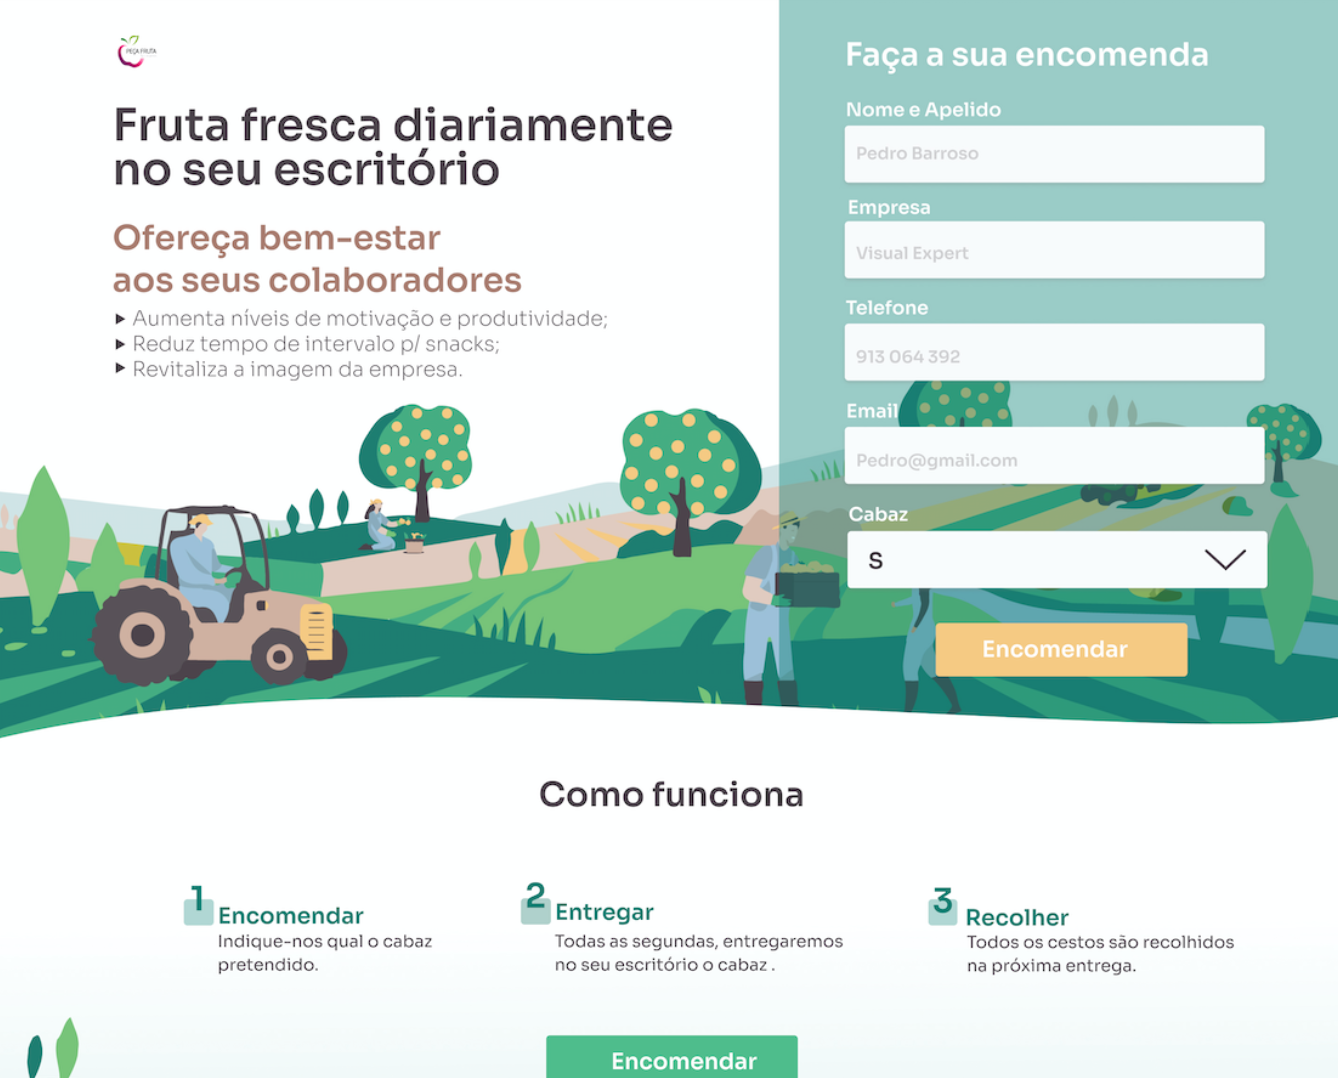 PEÇA FRUTA
Fruta fresca diariamente
no seu escritório
Ofereça bem-estar
aos seus colaboradores
Aumenta níveis de motivação e produtividade;
Reduz tempo de intervalo p/ snacks;
Revitaliza a imagem da empresa.
Faça a sua encomenda
Nome e Apelido
Pedro Barroso
Empresa
Visual Expert
Telefone
913 064 392
Email
Pedro@gmail.com
Cabaz
S
Encomendar
Como funciona
1 Encomendar
Indique-nos qual o cabaz
pretendido.
2 Entregar
Todas as segundas, entregaremos
no seu escritório o cabaz .
3 Recolher
Todos os cestos são recolhidos
na próxima entrega.
Encomendar